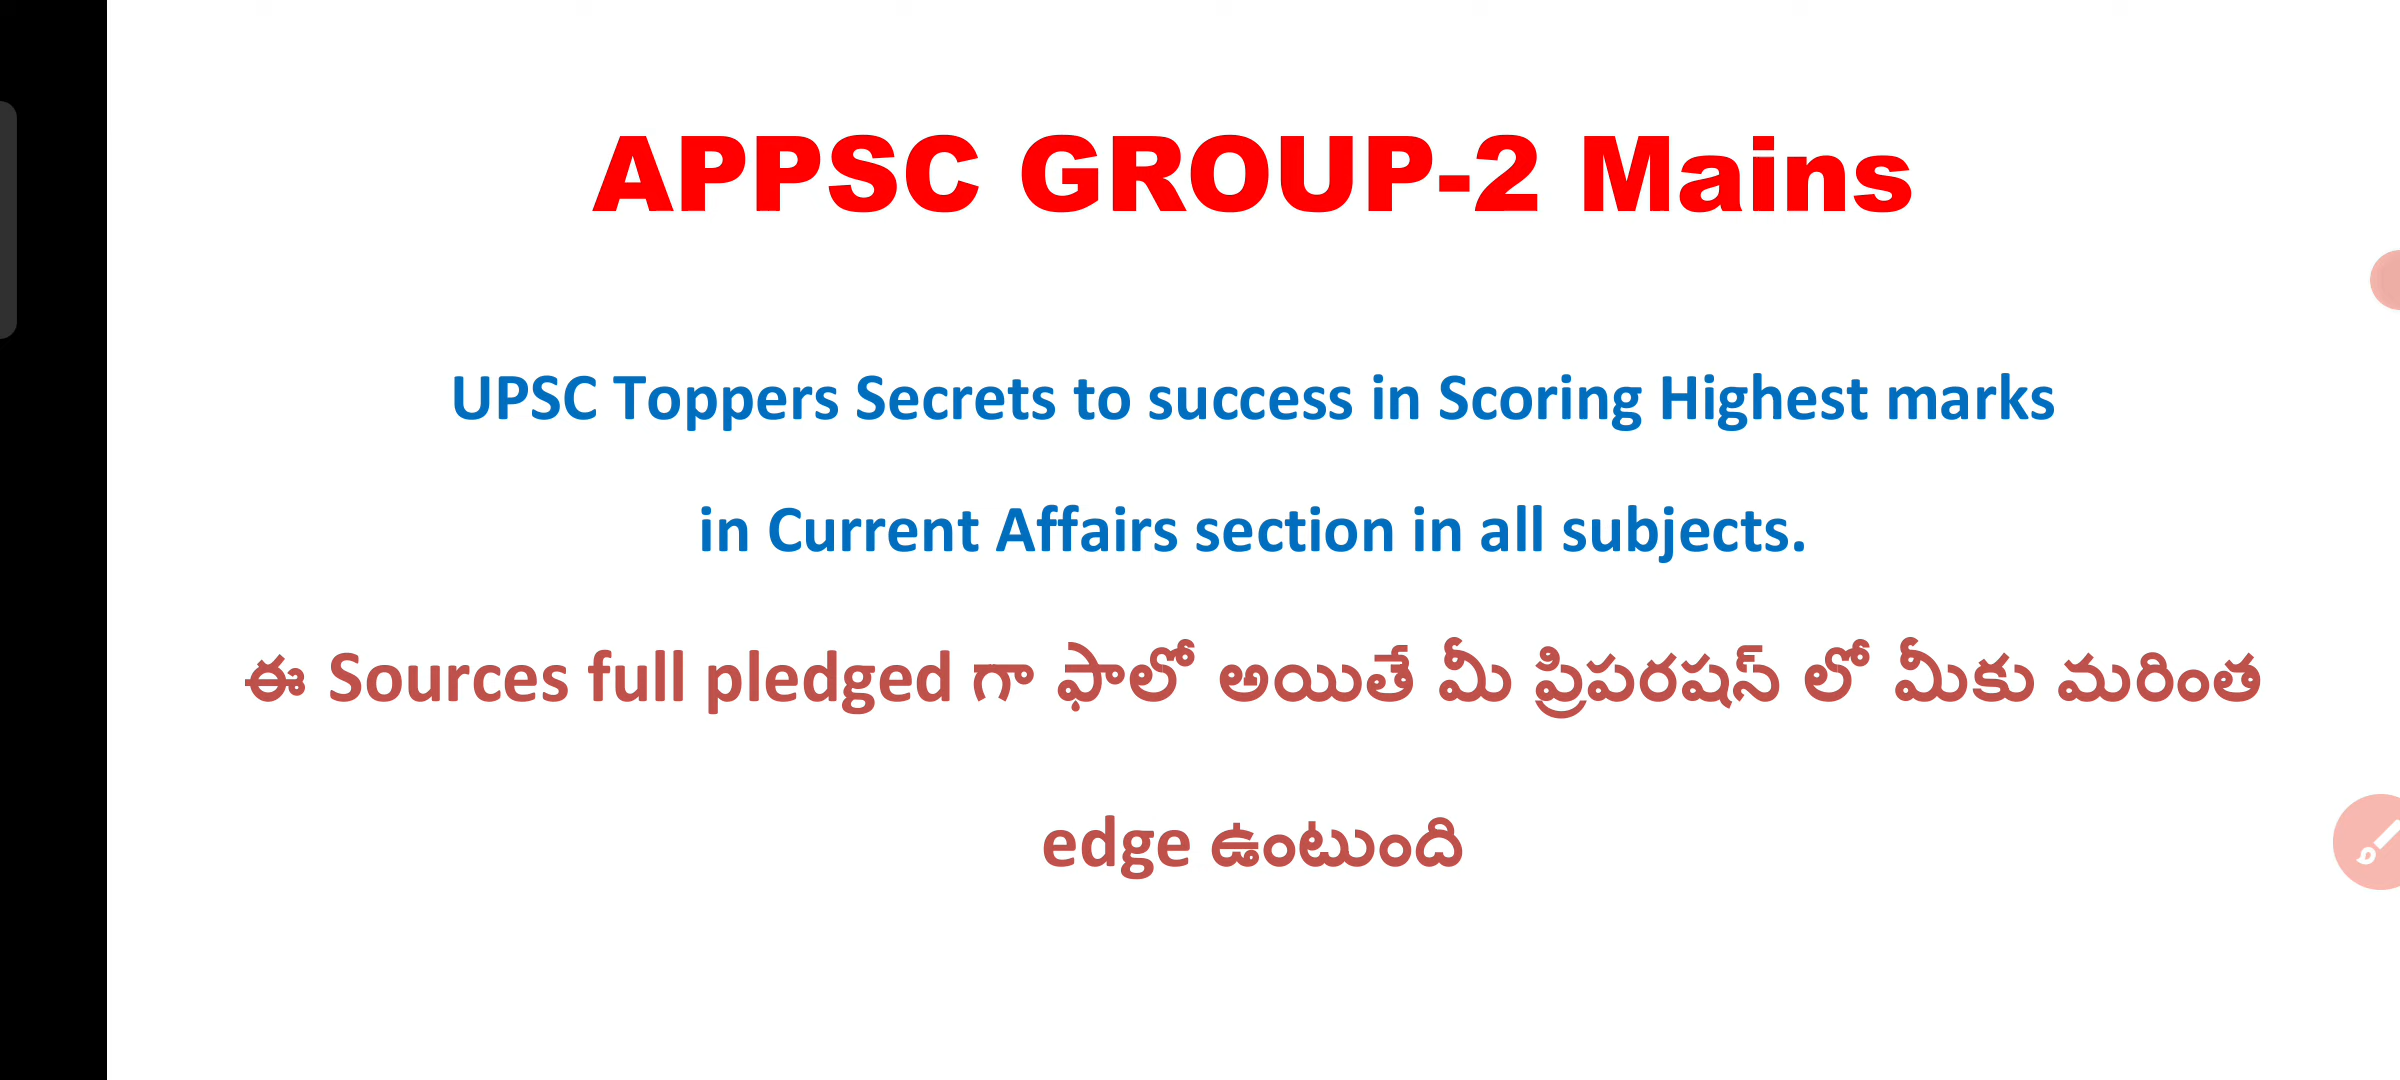 APPSC GROUP-2 Mains
UPSC Toppers Secrets to success in Scoring Highest marks
in Current Affairs section in all subjects.
ఈ Sources full pledged గా ఫాలో అయితే మీ ప్రిపరషన్ లో మీకు మరింత
edge ఉంటుంది